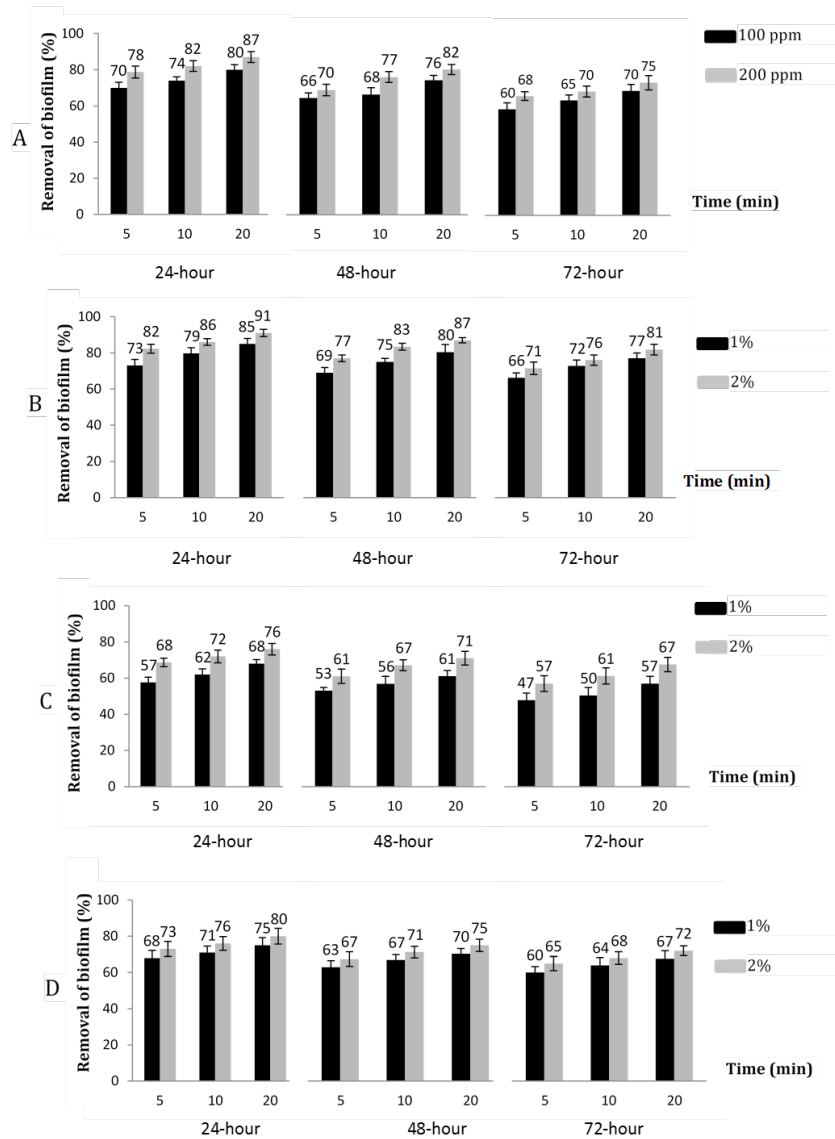 A
Removal of biofilm (%)
100
80
60
40
20
0
70 78 74 82 80 87
66 70 68 77 76 82
60 68 65 70 70 75
5 10 20 5 10 20 5 10 20
24-hour 48-hour 72-hour
100 ppm
200 ppm
Time (min)
B
Removal of biofilm (%)
100
80
60
40
20
0
73 82 79 86 85 91
69 77 75 83 80 87
66 71 72 76 77 81
5 10 20 5 10 20 5 10 20
24-hour 48-hour 72-hour
1%
2%
Time (min)
C
Removal of biofilm (%)
100
80
60
40
20
0
57 68 62 72 68 76
53 61 56 67 61 71
47 57 50 61 57 67
5 10 20 5 10 20 5 10 20
24-hour 48-hour 72-hour
1%
2%
Time (min)
D
Removal of biofilm (%)
100
80
60
40
20
0
68 73 71 76 75 80
63 67 67 71 70 75
60 65 64 68 67 72
5 10 20 5 10 20 5 10 20
24-hour 48-hour 72-hour
1%
2%
Time (min)